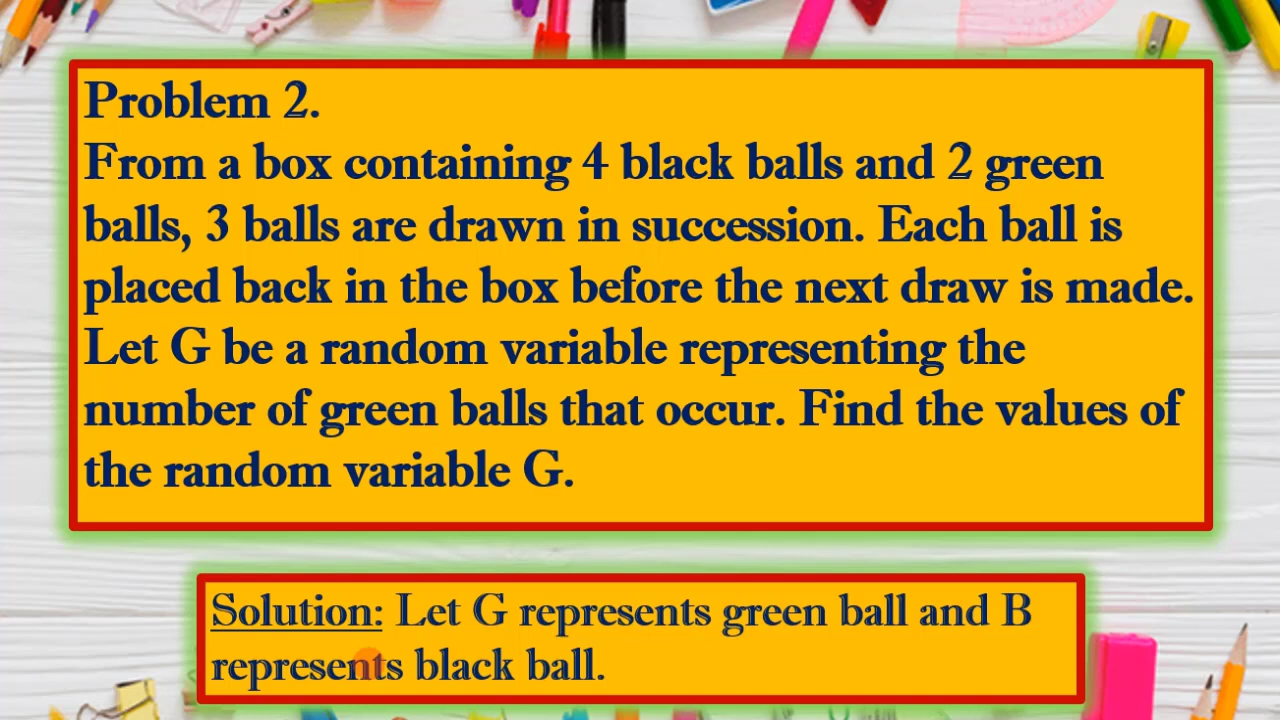 Problem 2.
From a box containing 4 black balls and 2 green
balls, 3 balls are drawn in succession. Each ball is
placed back in the box before the next draw is made.
Let G be a random variable representing the
number of green balls that occur. Find the values of
the random variable G.
Solution: Let G represents green ball and B
represents black ball.